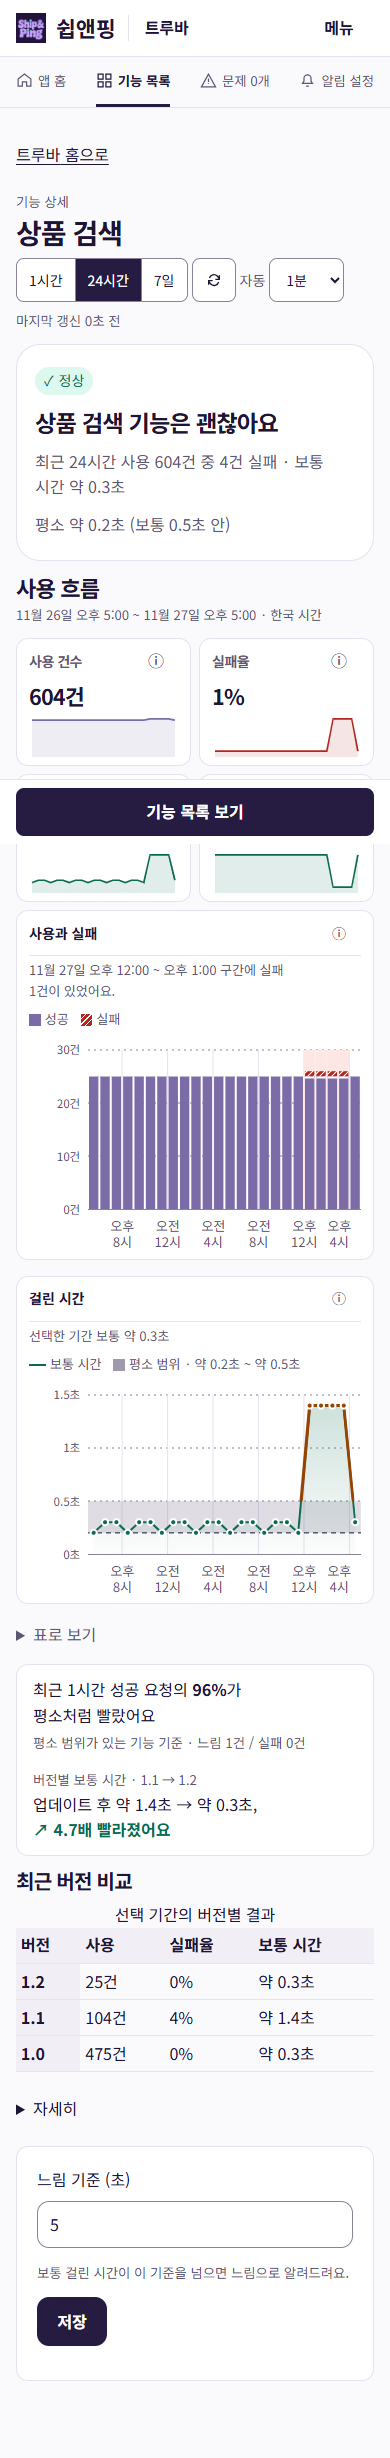 Ship& Ping
쉽앤핑
트루바
메뉴
앱 홈
기능 목록
문제 0개
알림 설정
트루바 홈으로
기능 상세
상품 검색
1시간
24시간
7일
자동
1분
마지막 갱신 0초 전
✓ 정상
상품 검색 기능은 괜찮아요
최근 24시간 사용 604건 중 4건 실패 · 보통
시간 약 0.3초
평소 약 0.2초 (보통 0.5초 안)
사용 흐름
11월 26일 오후 5:00 ~ 11월 27일 오후 5:00 · 한국 시간
사용 건수
604건
실패율
1%
기능 목록 보기
사용과 실패
11월 27일 오후 12:00 ~ 오후 1:00 구간에 실패
1건이 있었어요.
성공
실패
30건
20건
10건
0건
오후
8시
오전
12시
오전
4시
오전
8시
오후
12시
오후
4시
걸린 시간
선택한 기간 보통 약 0.3초
보통 시간
평소 범위 · 약 0.2초 ~ 약 0.5초
1.5초
1초
0.5초
0초
오후
8시
오전
12시
오전
4시
오전
8시
오후
12시
오후
4시
▶ 표로 보기
최근 1시간 성공 요청의 96%가
평소처럼 빨랐어요
평소 범위가 있는 기능 기준 · 느림 1건 / 실패 0건
버전별 보통 시간 · 1.1 → 1.2
업데이트 후 약 1.4초 → 약 0.3초,
↗ 4.7배 빨라졌어요
최근 버전 비교
선택 기간의 버전별 결과
버전 사용 실패율 보통 시간
1.2 25건 0% 약 0.3초
1.1 104건 4% 약 1.4초
1.0 475건 0% 약 0.3초
▶ 자세히
느림 기준 (초)
5
보통 걸린 시간이 이 기준을 넘으면 느림으로 알려드려요.
저장